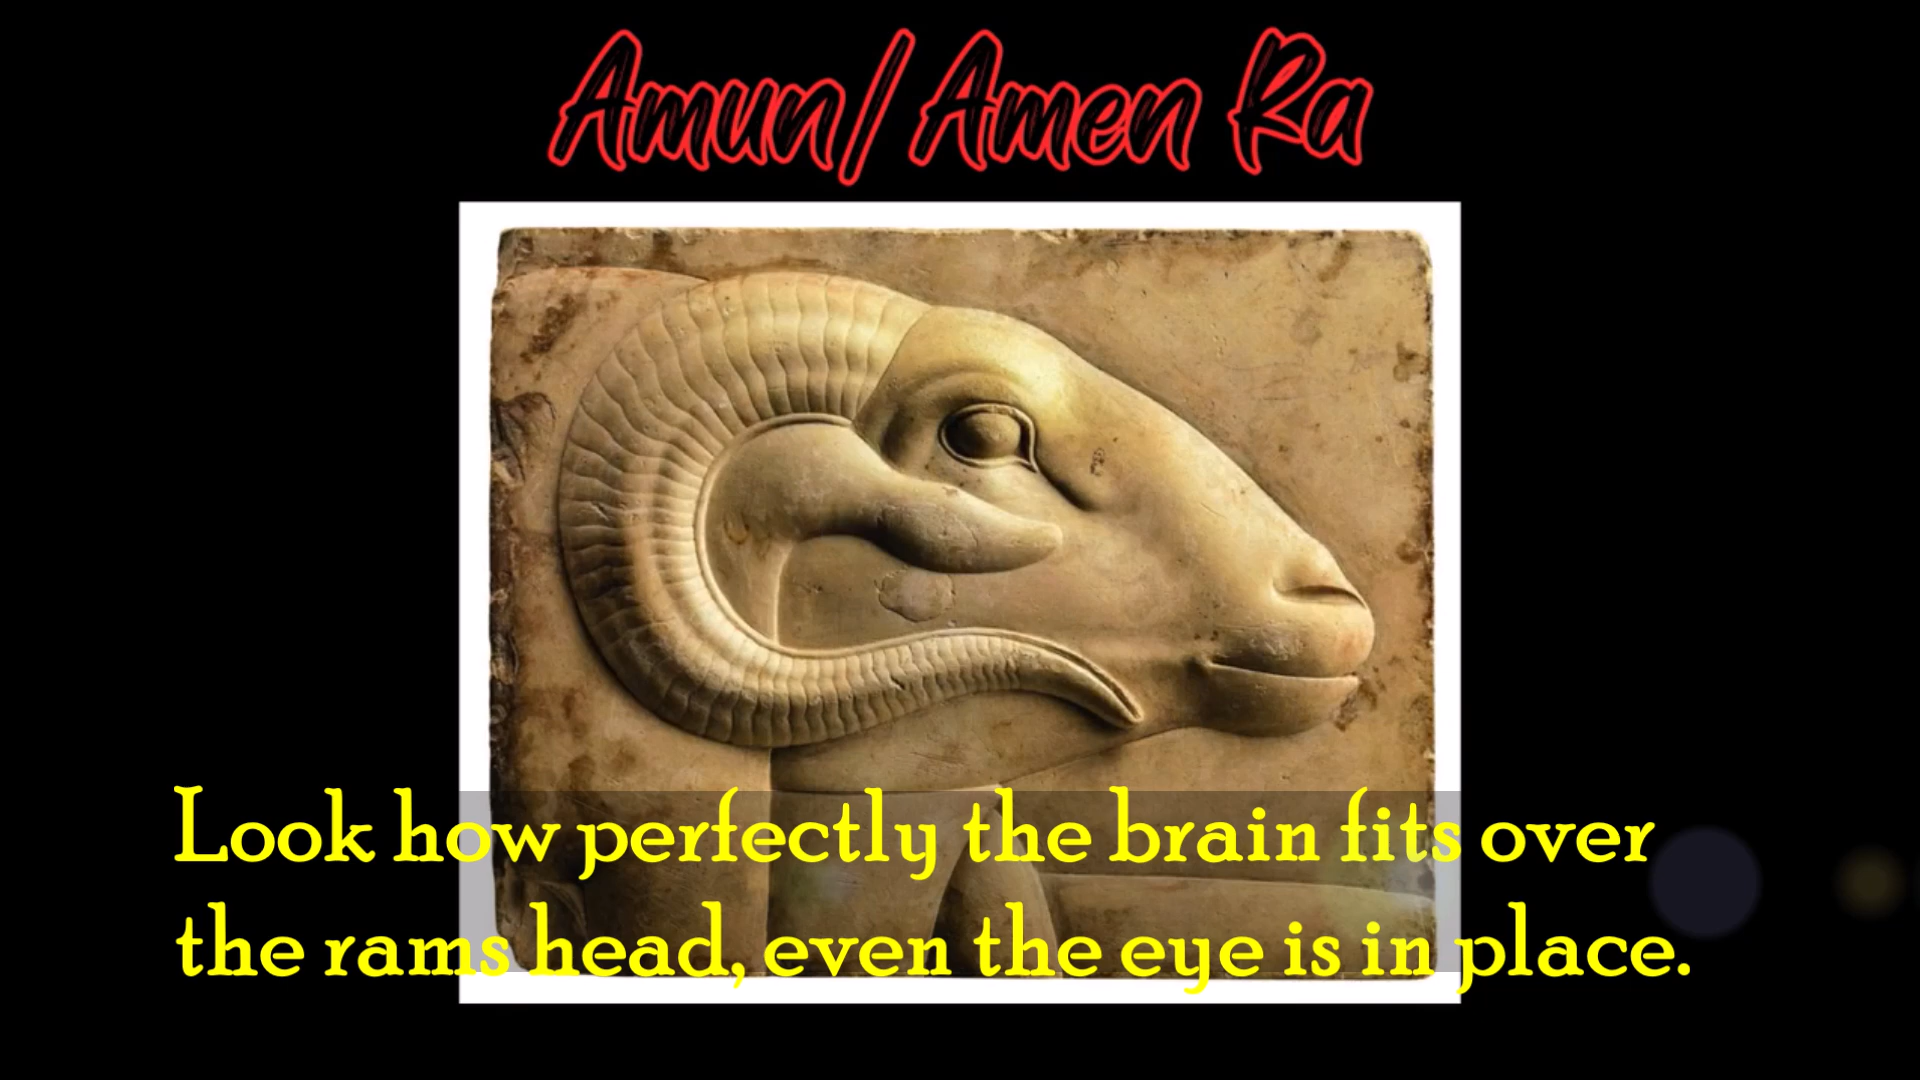 Amun/Amen Ra
Look how perfectly the brain fits over
the rams head, even the eye is in place.